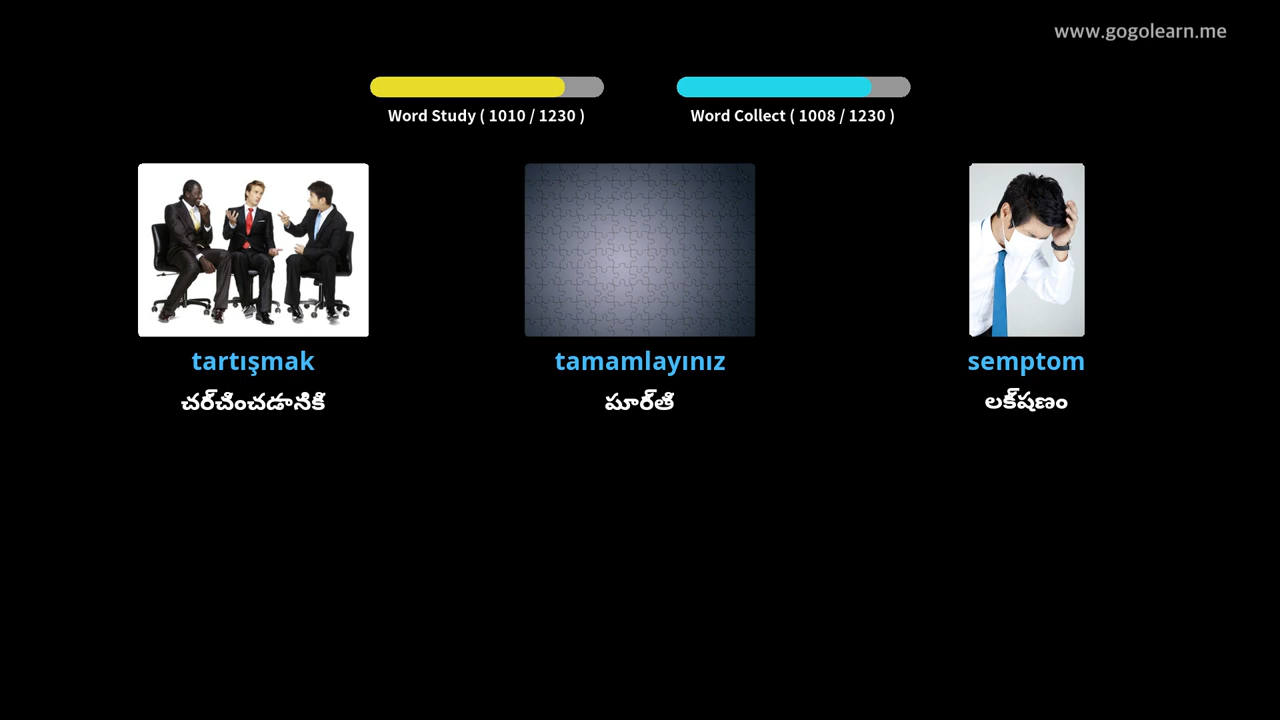 www.gogolearn.me
Word Study ( 1010 / 1230 )
Word Collect ( 1008 / 1230 )
tartışmak
tamamlayınız
semptom
చర్చించడానికి
పూర్తి
లక్షణం